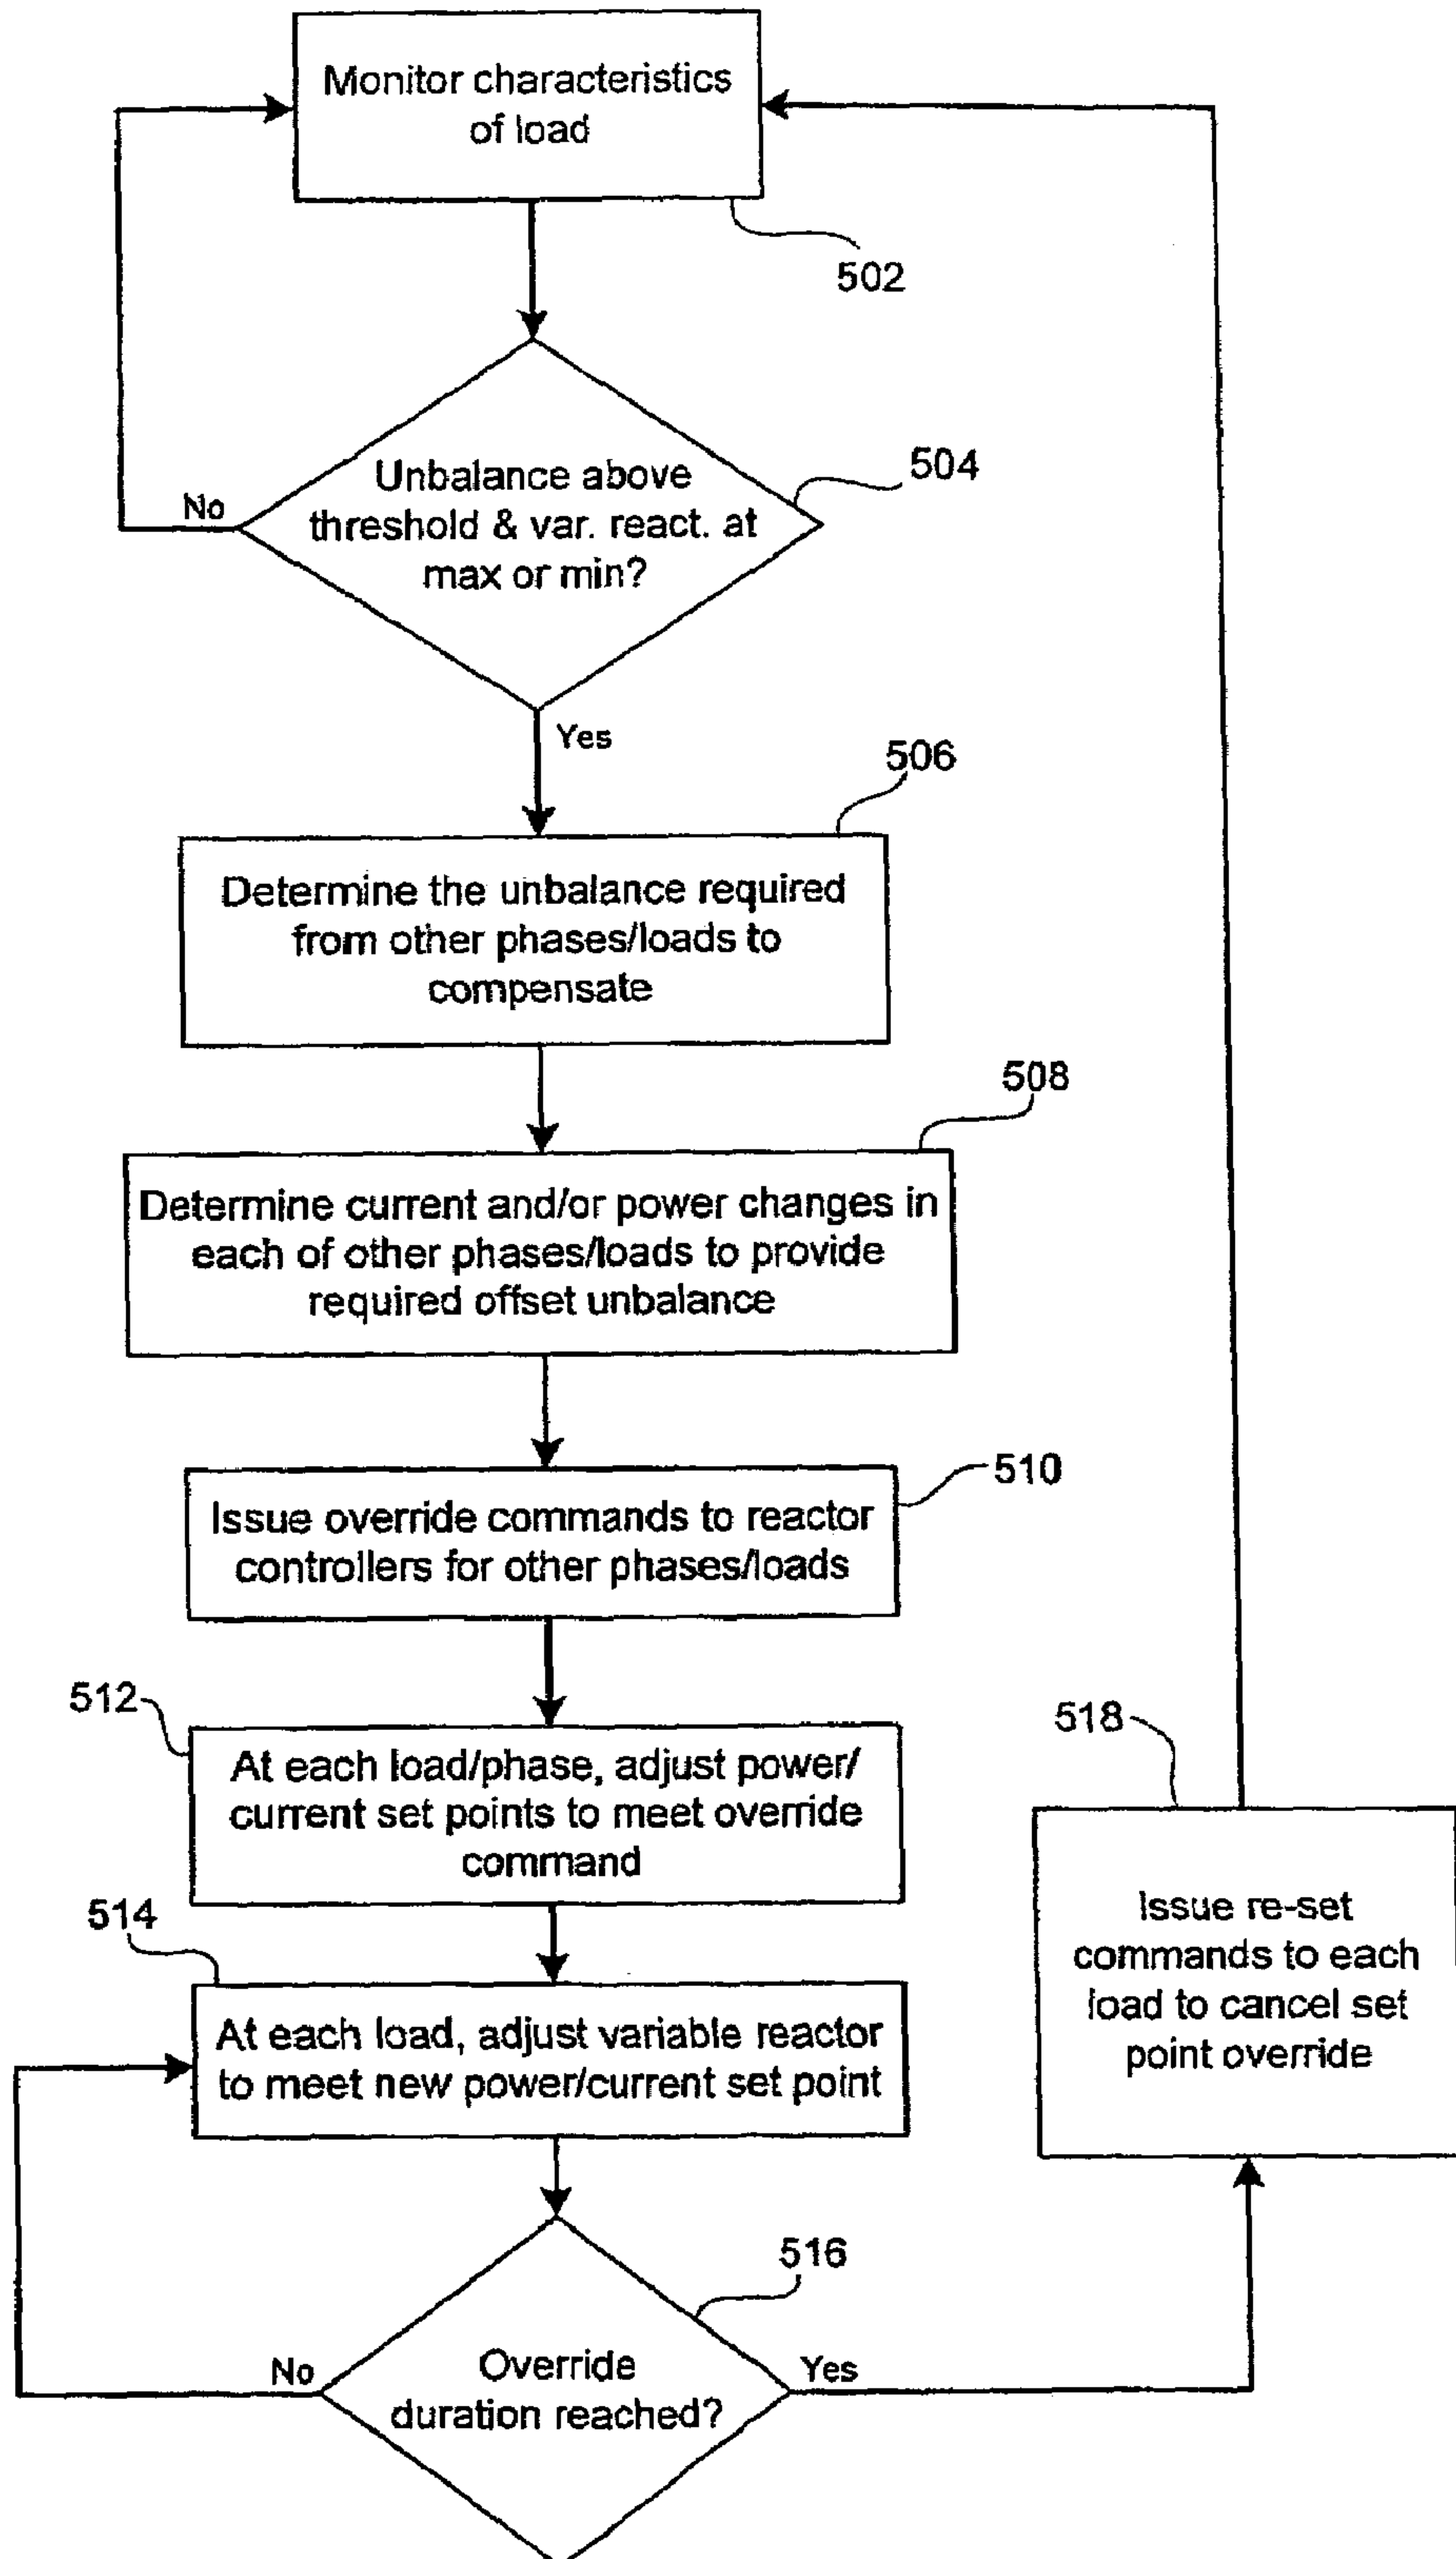 Monitor characteristics
of load
502
Unbalance above
threshold & var. react. at
max or min?
504
No
Yes
506
Determine the unbalance required
from other phases/loads to
compensate
508
Determine current and/or power changes in
each of other phases/loads to provide
required offset unbalance
510
Issue override commands to reactor
controllers for other phases/loads
512
At each load/phase, adjust power/
current set points to meet override
command
514
At each load, adjust variable reactor
to meet new power/current set point
516
Override
duration reached?
No
Yes
518
Issue re-set
commands to each
load to cancel set
point override